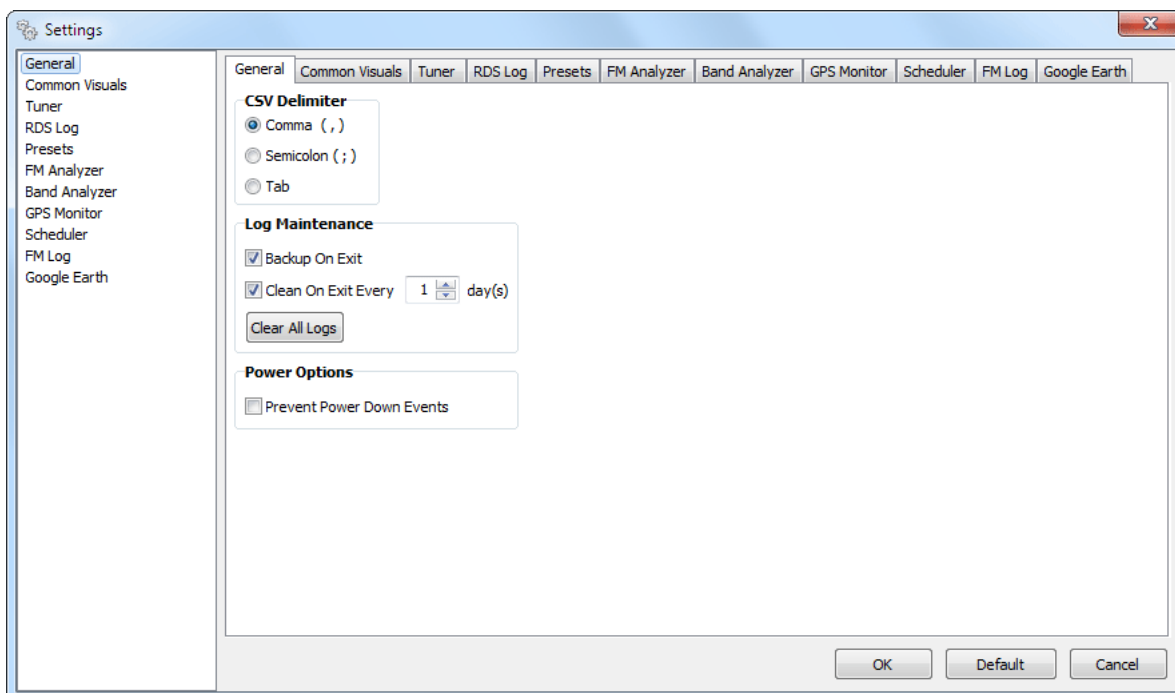 Settings
General
Common Visuals
Tuner
RDS Log
Presets
FM Analyzer
Band Analyzer
GPS Monitor
Scheduler
FM Log
Google Earth
General Common Visuals Tuner RDS Log Presets FM Analyzer Band Analyzer GPS Monitor Scheduler FM Log Google Earth
CSV Delimiter
Comma (,)
Semicolon (;)
Tab
Log Maintenance
Backup On Exit
Clean On Exit Every 1 day(s)
Clear All Logs
Power Options
Prevent Power Down Events
OK Default Cancel